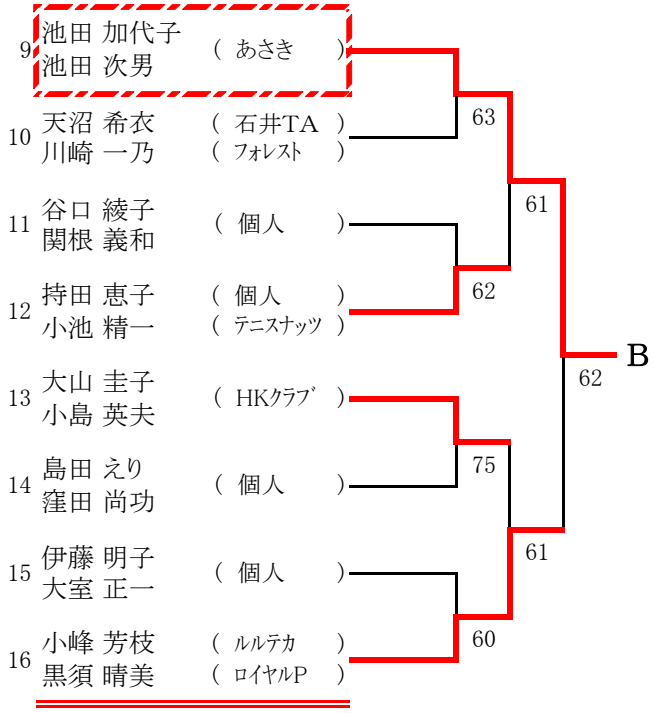 9 池田 加代子 ( あさき )
池田 次男
63
10 天沼 希衣 ( 石井TA )
川崎 一乃 ( フォレスト )
61
11 谷口 綾子 ( 個人 )
関根 義和
62
12 持田 恵子 ( 個人 )
小池 精一 ( テニスナッツ )
62 B
13 大山 圭子 ( HKクラブ )
小島 英夫
75
14 島田 えり ( 個人 )
窪田 尚功
61
15 伊藤 明子 ( 個人 )
大室 正一
60
16 小峰 芳枝 ( ルルテカ )
黒須 晴美 ( ロイヤルP )